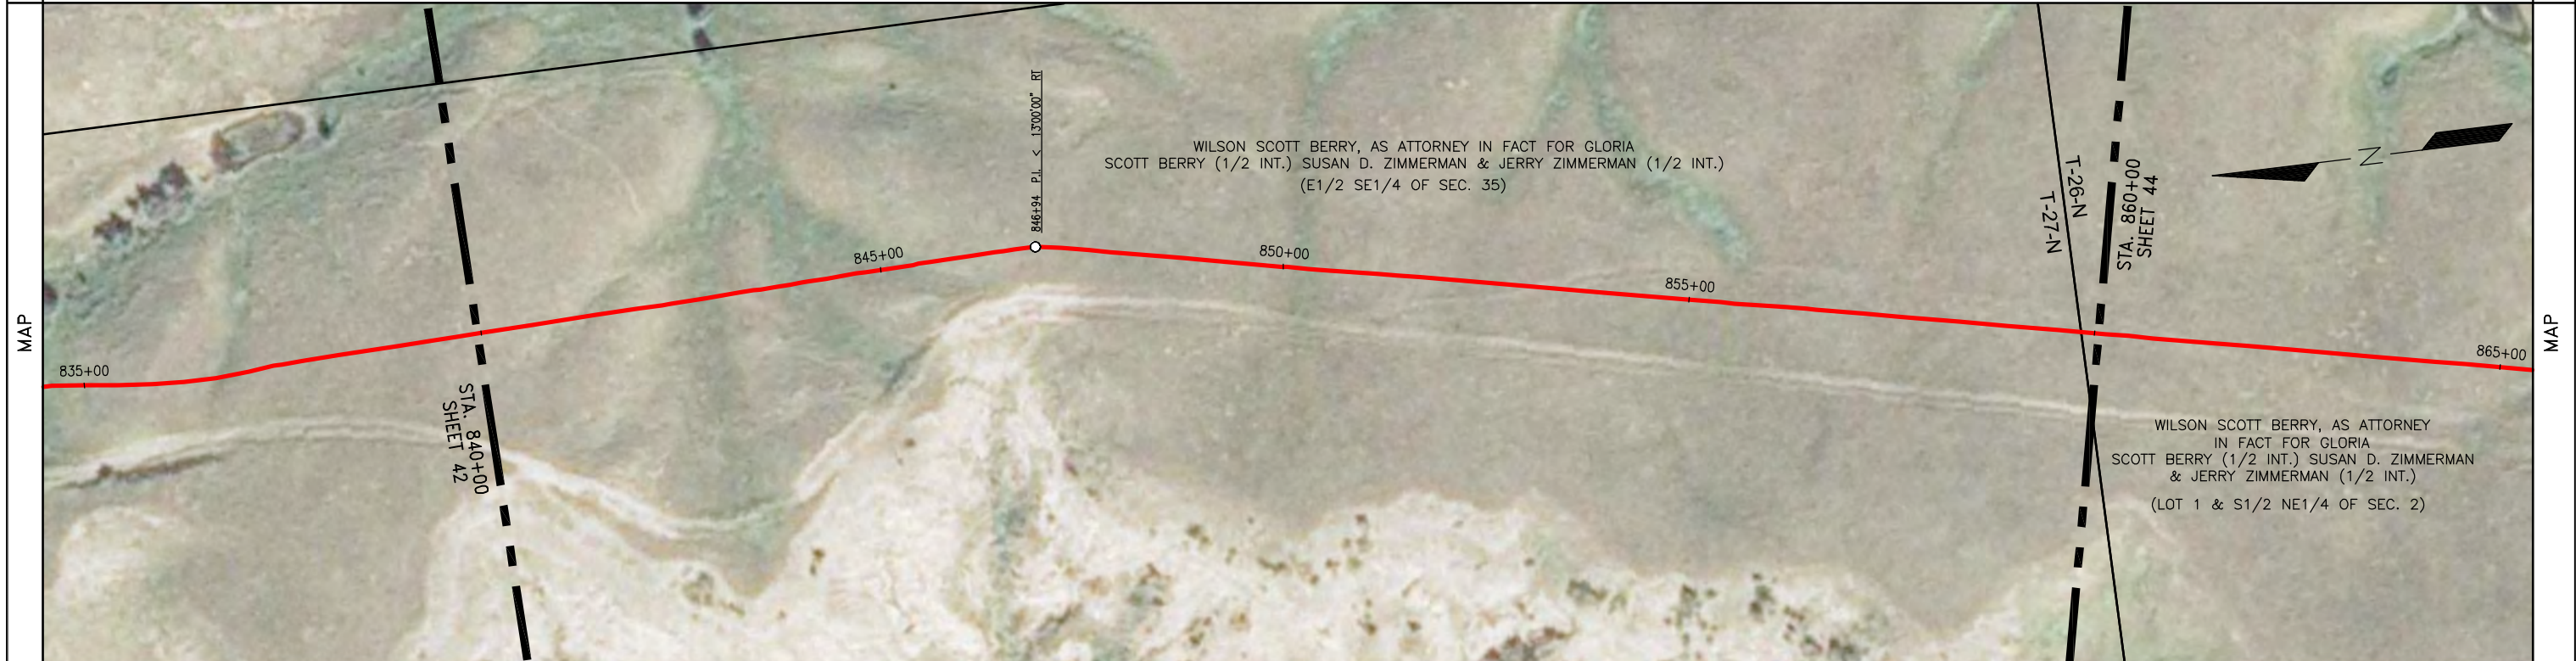 MAP
835+00
STA. 840+00
SHEET 42
845+00
846+94 P.I. < 13°00'00" RT
WILSON SCOTT BERRY, AS ATTORNEY IN FACT FOR GLORIA
SCOTT BERRY (1/2 INT.) SUSAN D. ZIMMERMAN & JERRY ZIMMERMAN (1/2 INT.)
(E1/2 SE1/4 OF SEC. 35)
850+00
855+00
T-26-N
T-27-N
STA. 860+00
SHEET 44
Z
865+00
WILSON SCOTT BERRY, AS ATTORNEY
IN FACT FOR GLORIA
SCOTT BERRY (1/2 INT.) SUSAN D. ZIMMERMAN
& JERRY ZIMMERMAN (1/2 INT.)
(LOT 1 & S1/2 NE1/4 OF SEC. 2)
MAP